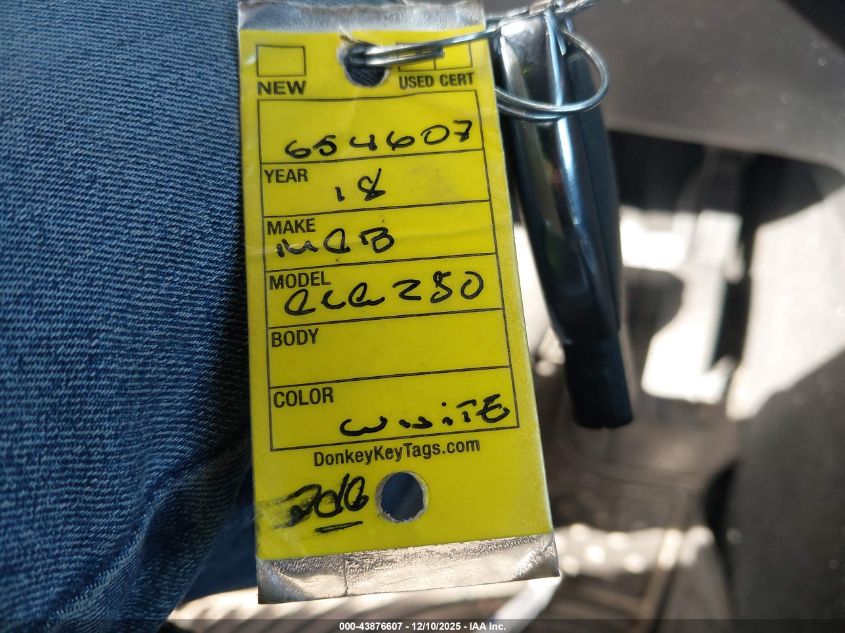 NEW
USED CERT
654607
YEAR 18
MAKE MCB
MODEL CLA250
BODY
COLOR WHITE
DonkeyKeyTags.com
000-43876607 - 12/10/2025 - IAA Inc.